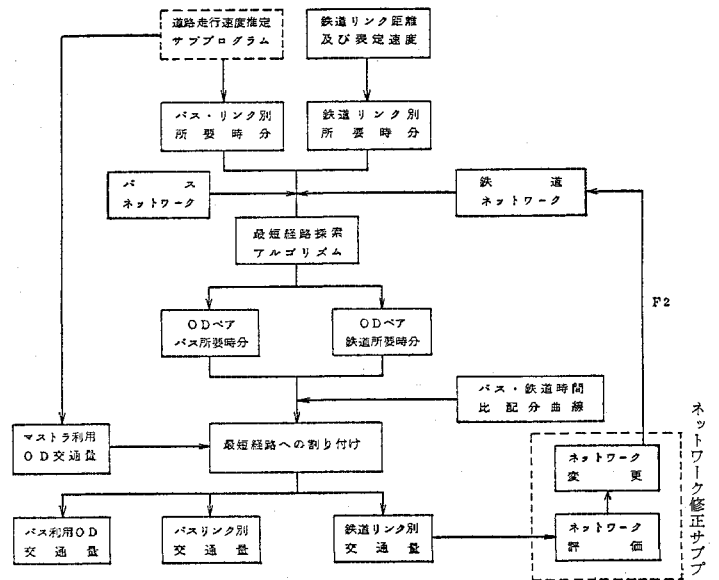 道路走行速度推定
サブプログラム
鉄道リンク距離
及び表定速度
バス・リンク別
所要時分
鉄道リンク別
所要時分
バス
ネットワーク
鉄道
ネットワーク
最短経路探索
アルゴリズム
F2
ODペア
バス所要時分
ODペア
鉄道所要時分
バス・鉄道時間
比配分曲線
マストラ利用
OD交通量
最短経路への割り付け
ネットワーク
変更
ネットワーク
評価
ネットワーク修正サブプ
バス利用OD
交通量
バスリンク別
交通量
鉄道リンク別
交通量